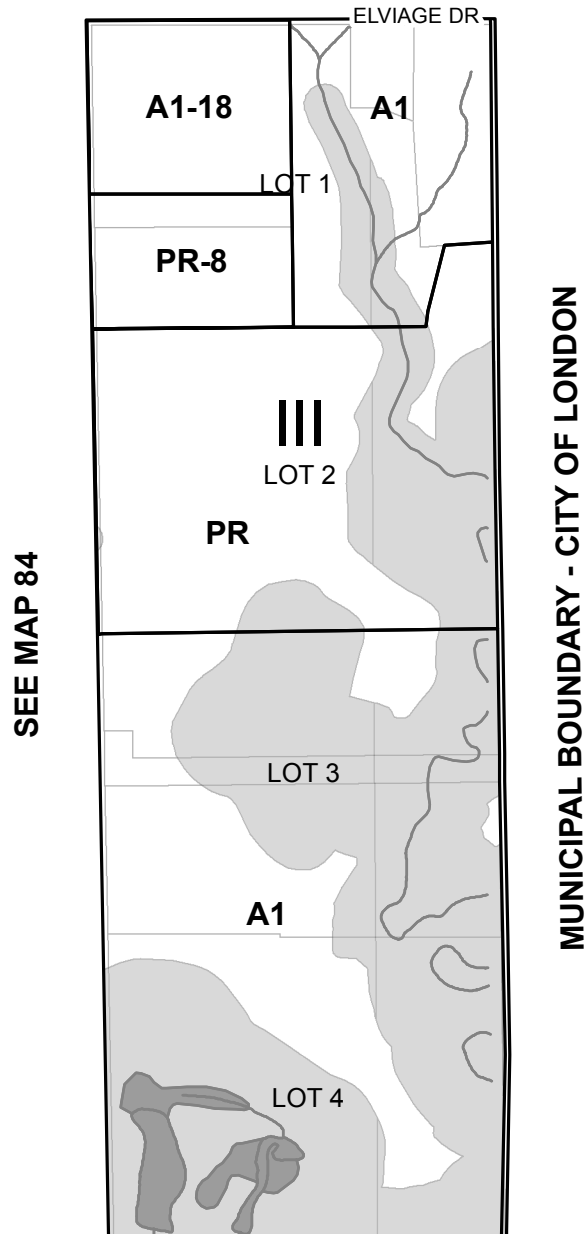 ELVIAGE DR
A1-18
A1
LOT 1
PR-8
III
LOT 2
PR
SEE MAP 84
MUNICIPAL BOUNDARY - CITY OF LONDON
LOT 3
A1
LOT 4